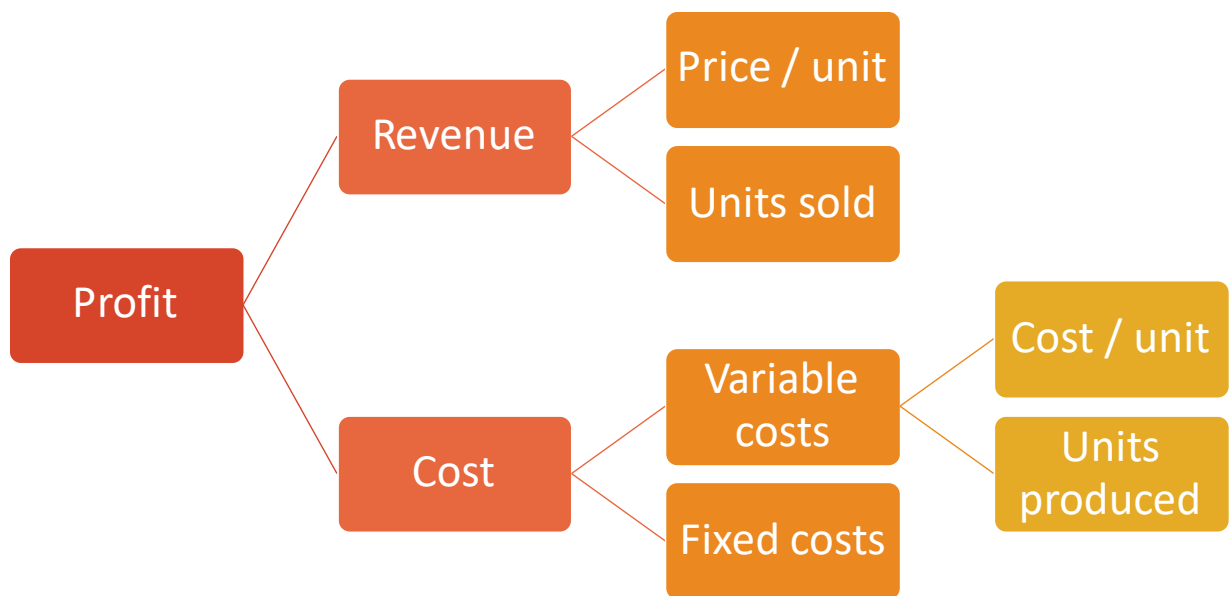 Price / unit
Revenue
Units sold
Profit
Cost / unit
Variable
costs
Cost
Units
produced
Fixed costs